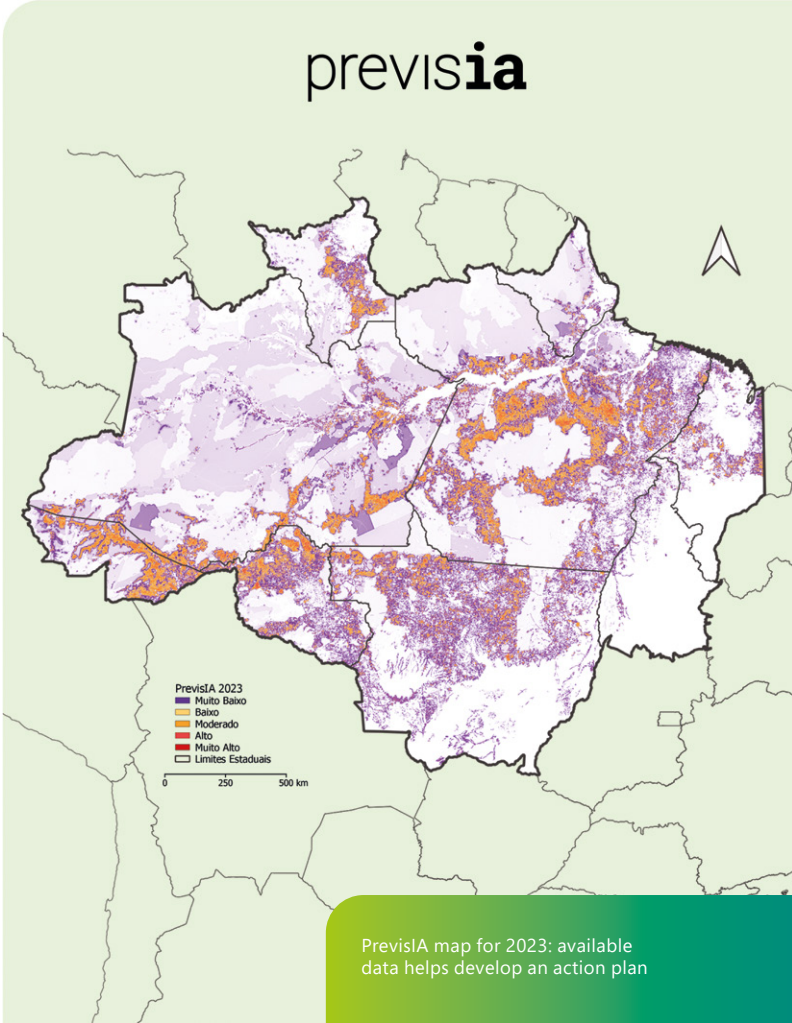 previsia
PrevisIA 2023
Muito Baixo
Baixo
Moderado
Alto
Muito Alto
Limites Estaduais
0 250 500 km
PrevisIA map for 2023: available
data helps develop an action plan